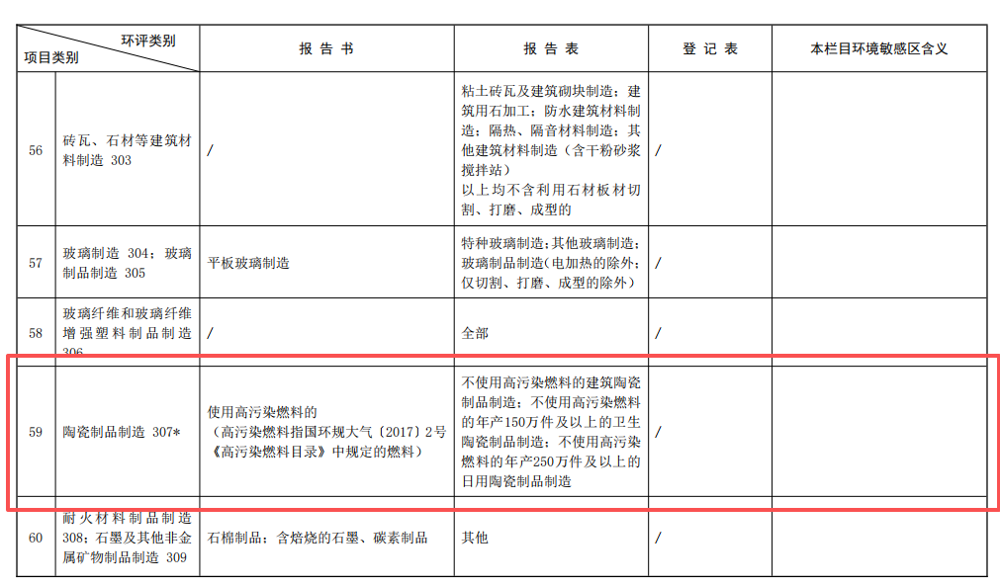 环评类别
项目类别
报 告 书
报 告 表
登 记 表
本栏目环境敏感区含义
56
砖瓦、石材等建筑材
料制造 303
/
粘土砖瓦及建筑砌块制造；建
筑用石加工；防水建筑材料制
造；隔热、隔音材料制造；其
他建筑材料制造（含干粉砂浆
搅拌站）
以上均不含利用石材板材切
割、打磨、成型的
/
57
玻璃制造 304；玻璃
制品制造 305
平板玻璃制造
特种玻璃制造；其他玻璃制造；
玻璃制品制造（电加热的除外；
仅切割、打磨、成型的除外）
/
58
玻璃纤维和玻璃纤维
增强塑料制品制造
306
/
全部
/
59
陶瓷制品制造 307*
使用高污染燃料的
（高污染燃料指国环规大气〔2017〕2号
《高污染燃料目录》中规定的燃料）
不使用高污染燃料的建筑陶瓷
制品制造；不使用高污染燃料
的年产150万件及以上的卫生
陶瓷制品制造；不使用高污染
燃料的年产250万件及以上的
日用陶瓷制品制造
/
60
耐火材料制品制造
308；石墨及其他非金
属矿物制品制造 309
石棉制品；含焙烧的石墨、碳素制品
其他
/